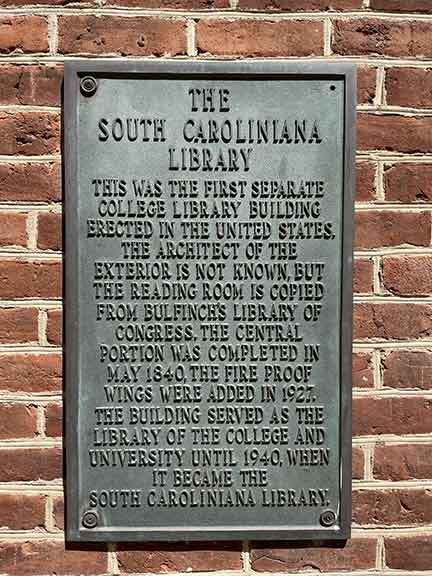 THE
SOUTH CAROLINIANA
LIBRARY
THIS WAS THE FIRST SEPARATE
COLLEGE LIBRARY BUILDING
ERECTED IN THE UNITED STATES.
THE ARCHITECT OF THE
EXTERIOR IS NOT KNOWN, BUT
THE READING ROOM IS COPIED
FROM BULFINCH'S LIBRARY OF
CONGRESS. THE CENTRAL
PORTION WAS COMPLETED IN
MAY 1840, THE FIRE PROOF
WINGS WERE ADDED IN 1927.
THE BUILDING SERVED AS THE
LIBRARY OF THE COLLEGE AND
UNIVERSITY UNTIL 1940, WHEN
IT BECAME THE
SOUTH CAROLINIANA LIBRARY.